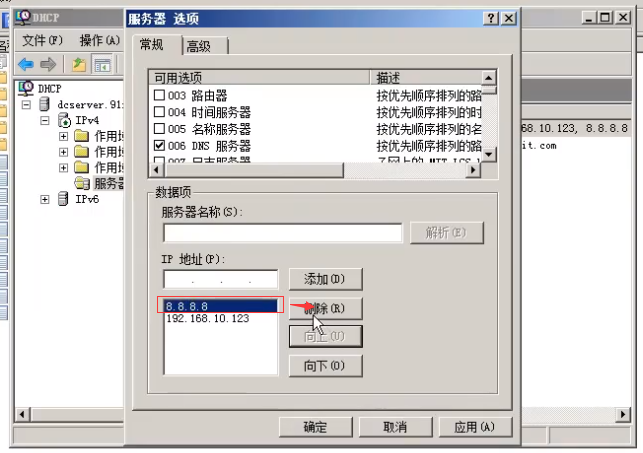 DHCP
服务器 选项
文件(F) 操作(A)
常规
高级
可用选项
描述
003 路由器
按优先顺序排列的路
004 时间服务器
按优先顺序排列的时
005 名称服务器
按优先顺序排列的名
006 DNS 服务器
按优先顺序排列的路
DHCP
dcserver.91
IPv4
作用域
作用域
作用域
服务器
IPv6
68.10.123, 8.8.8.8
it.com
数据项
服务器名称(S):
解析(E)
IP 地址(P):
. . .
添加(D)
8.8.8.8
192.168.10.123
删除(R)
向上(U)
向下(O)
确定
取消
应用(A)